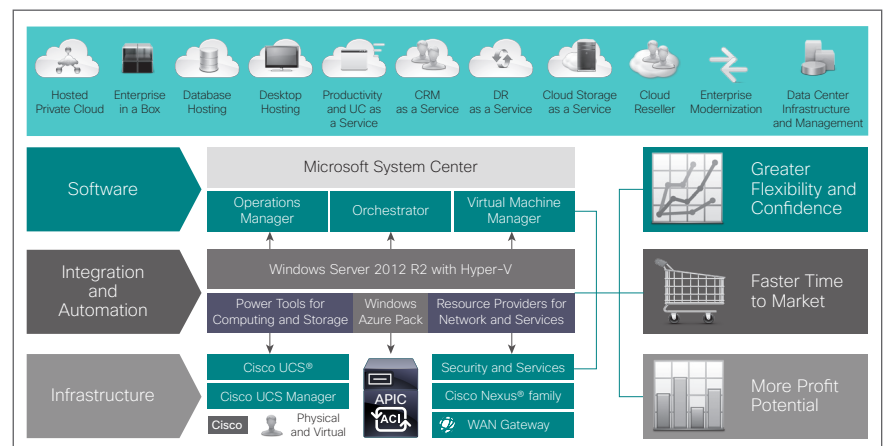 Hosted
Private Cloud
Enterprise
in a Box
Database
Hosting
Desktop
Hosting
Productivity
and UC as
a Service
CRM
as a Service
DR
as a Service
Cloud Storage
as a Service
Cloud
Reseller
Enterprise
Modernization
Data Center
Infrastructure
and Management
Software
Microsoft System Center
Operations
Manager
Orchestrator
Virtual Machine
Manager
Greater
Flexibility and
Confidence
Integration
and
Automation
Windows Server 2012 R2 with Hyper-V
Power Tools for
Computing and Storage
Windows
Azure Pack
Resource Providers for
Network and Services
Faster Time
to Market
Infrastructure
Cisco UCS®
Cisco UCS Manager
Cisco
Physical
and Virtual
APIC
ACI
Security and Services
Cisco Nexus® family
WAN Gateway
More Profit
Potential